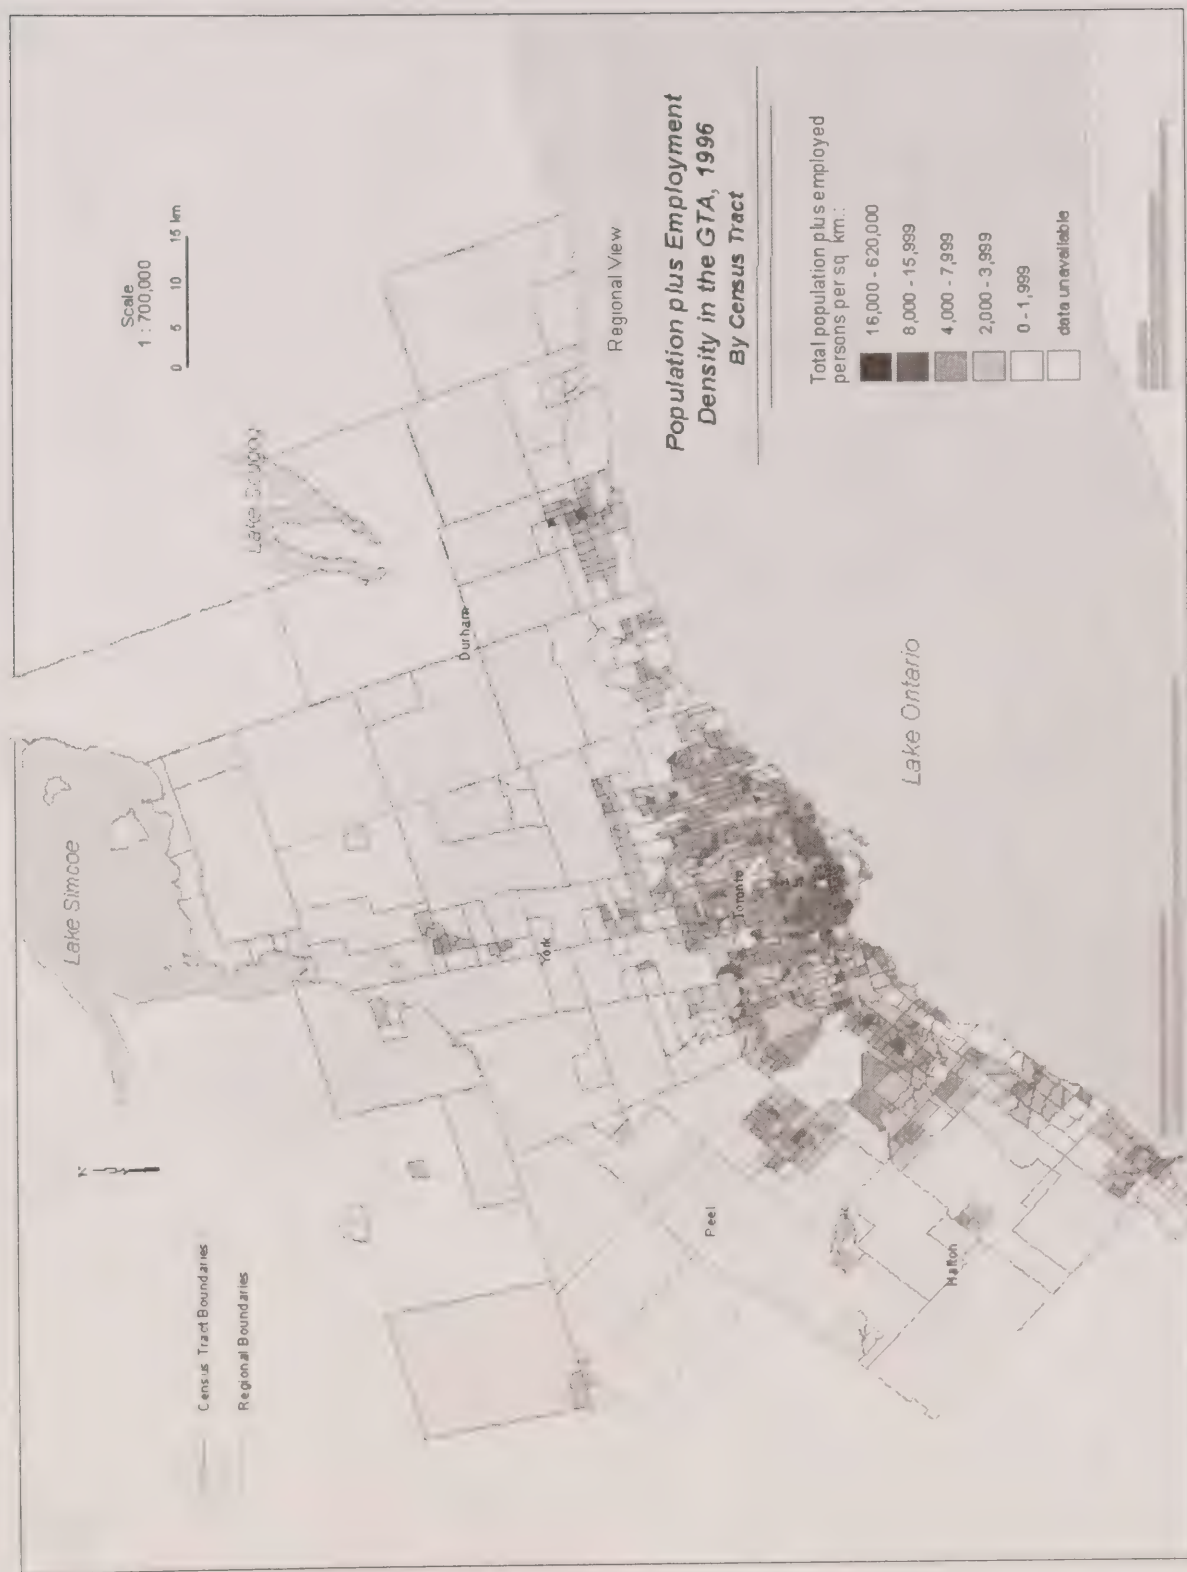 Scale
1 : 700,000
0 5 10 15 km
Census Tract Boundaries
Regional Boundaries
N
Lake Simcoe
Lake Scugog
Durham
York
Toronto
Peel
Halton
Lake Ontario
Regional View
Population plus Employment
Density in the GTA, 1996
By Census Tract
Total population plus employed
persons per sq. km.:
16,000 - 620,000
8,000 - 15,999
4,000 - 7,999
2,000 - 3,999
0 - 1,999
data unavailable